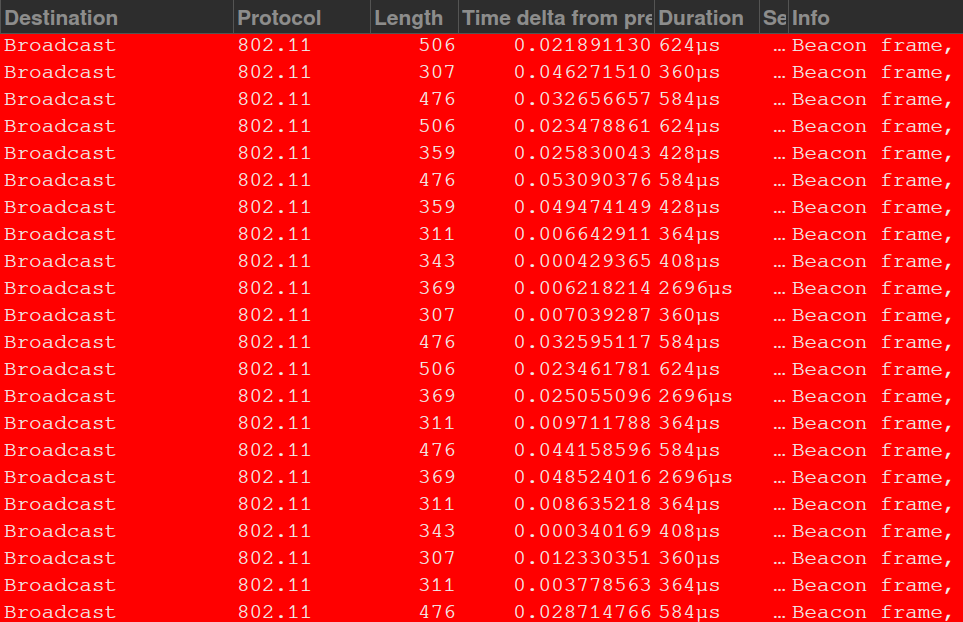 Destination Protocol Length Time delta from pre Duration Se Info
Broadcast 802.11 506 0.021891130 624µs … Beacon frame,
Broadcast 802.11 307 0.046271510 360µs … Beacon frame,
Broadcast 802.11 476 0.032656657 584µs … Beacon frame,
Broadcast 802.11 506 0.023478861 624µs … Beacon frame,
Broadcast 802.11 359 0.025830043 428µs … Beacon frame,
Broadcast 802.11 476 0.053090376 584µs … Beacon frame,
Broadcast 802.11 359 0.049474149 428µs … Beacon frame,
Broadcast 802.11 311 0.006642911 364µs … Beacon frame,
Broadcast 802.11 343 0.000429365 408µs … Beacon frame,
Broadcast 802.11 369 0.006218214 2696µs … Beacon frame,
Broadcast 802.11 307 0.007039287 360µs … Beacon frame,
Broadcast 802.11 476 0.032595117 584µs … Beacon frame,
Broadcast 802.11 506 0.023461781 624µs … Beacon frame,
Broadcast 802.11 369 0.025055096 2696µs … Beacon frame,
Broadcast 802.11 311 0.009711788 364µs … Beacon frame,
Broadcast 802.11 476 0.044158596 584µs … Beacon frame,
Broadcast 802.11 369 0.048524016 2696µs … Beacon frame,
Broadcast 802.11 311 0.008635218 364µs … Beacon frame,
Broadcast 802.11 343 0.000340169 408µs … Beacon frame,
Broadcast 802.11 307 0.012330351 360µs … Beacon frame,
Broadcast 802.11 311 0.003778563 364µs … Beacon frame,
Broadcast 802.11 476 0.028714766 584µs … Beacon frame,